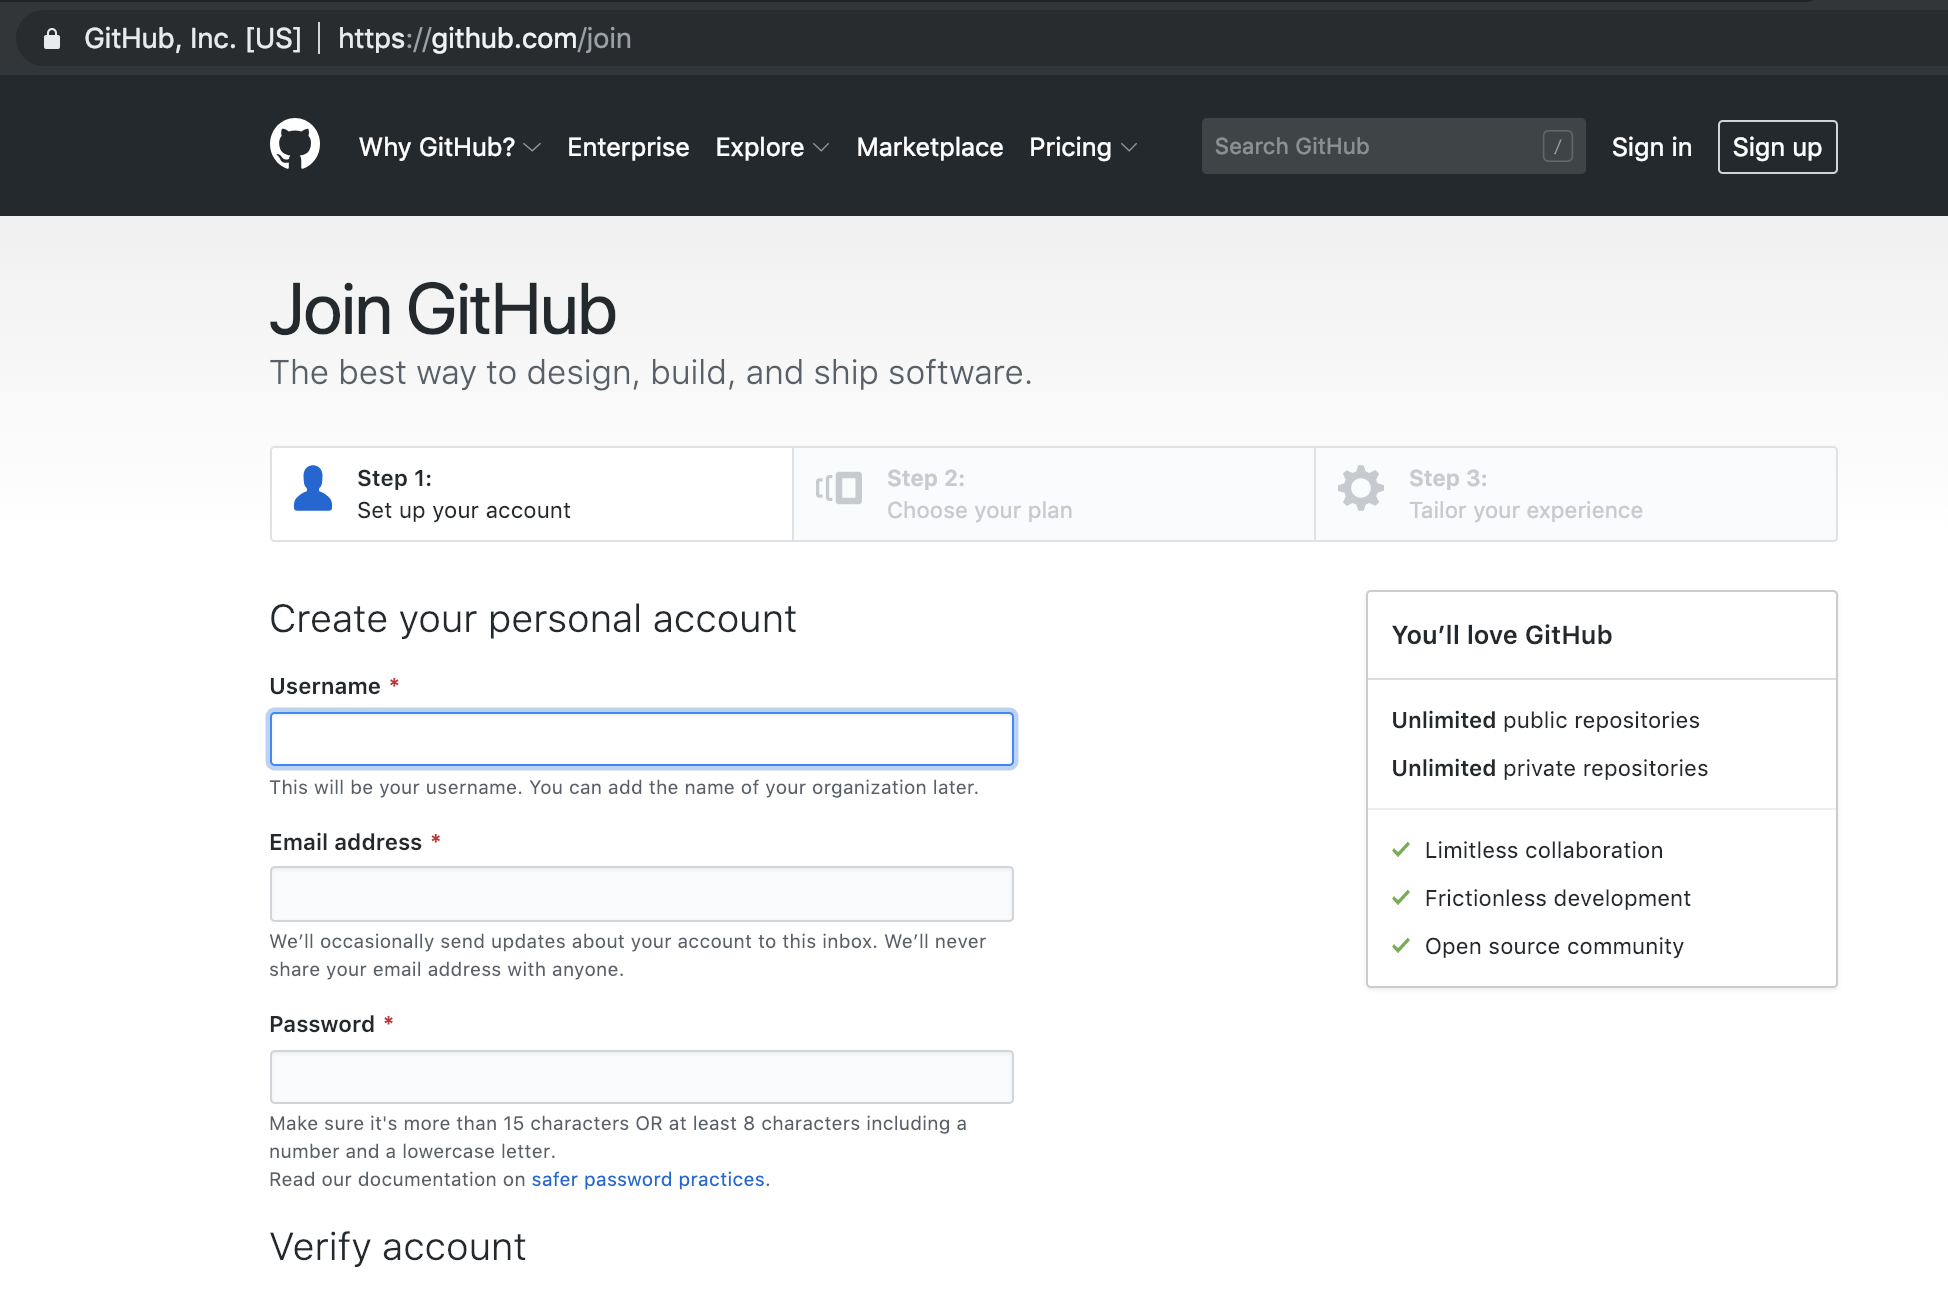 GitHub, Inc. [US] | https://github.com/join
Why GitHub? Enterprise Explore Marketplace Pricing Search GitHub / Sign in Sign up
Join GitHub
The best way to design, build, and ship software.
Step 1:
Set up your account
Step 2:
Choose your plan
Step 3:
Tailor your experience
Create your personal account
Username *
This will be your username. You can add the name of your organization later.
Email address *
We’ll occasionally send updates about your account to this inbox. We’ll never
share your email address with anyone.
Password *
Make sure it's more than 15 characters OR at least 8 characters including a
number and a lowercase letter.
Read our documentation on safer password practices.
Verify account
You’ll love GitHub
Unlimited public repositories
Unlimited private repositories
Limitless collaboration
Frictionless development
Open source community